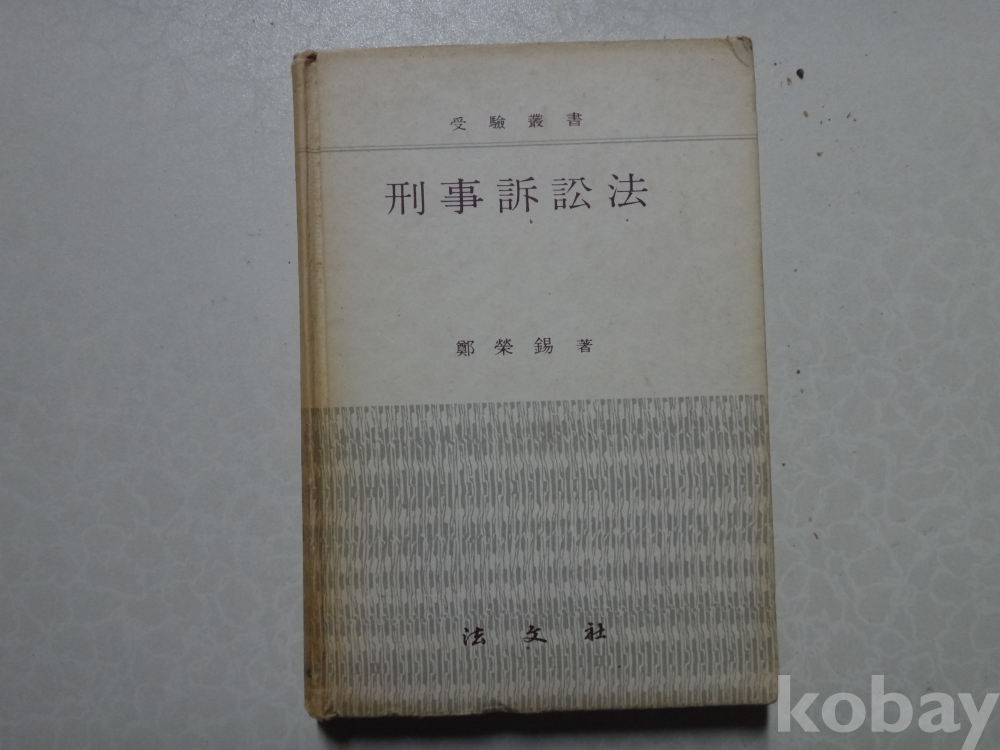 受驗叢書
刑事訴訟法
鄭榮錫 著
法文社
kobay